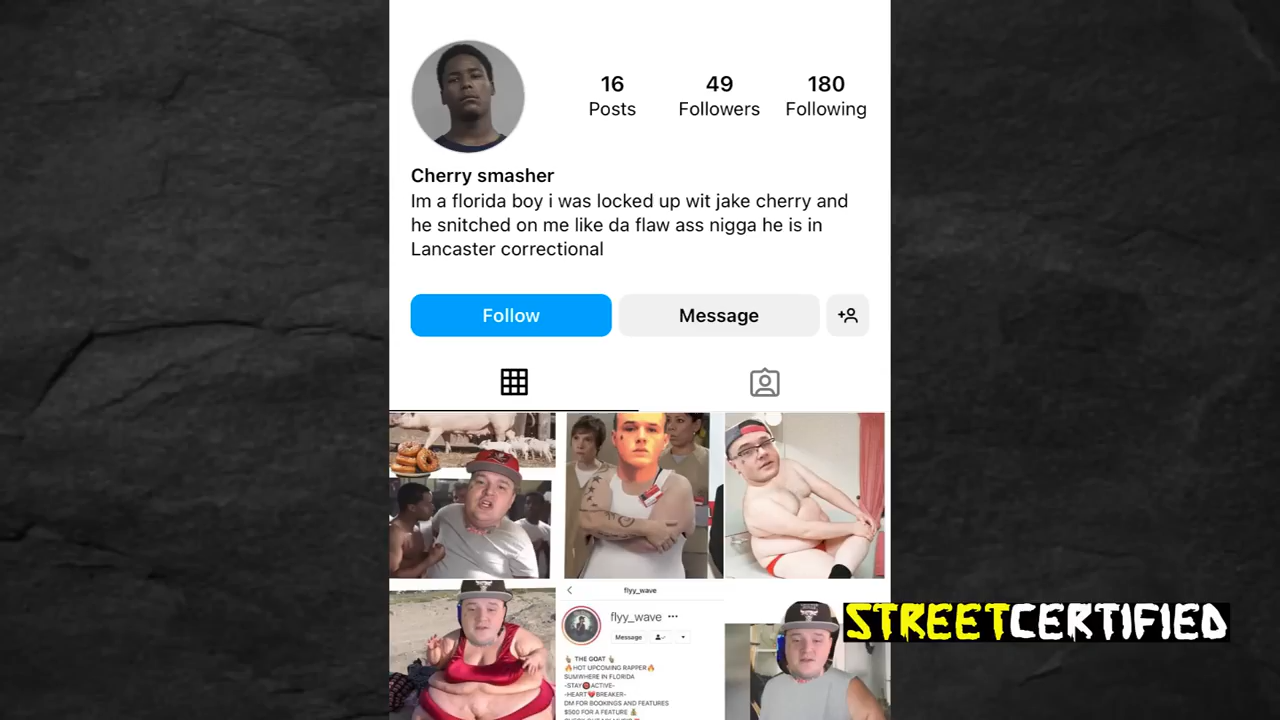 16
Posts
49
Followers
180
Following
Cherry smasher
Im a florida boy i was locked up wit jake cherry and
he snitched on me like da flaw ass nigga he is in
Lancaster correctional
Follow
Message
flyy_wave
flyy_wave •••
Message
THE GOAT
HOT UPCOMING RAPPER
SUMWHERE IN FLORIDA
-STAY ACTIVE-
-HEART BREAKER-
DM FOR BOOKINGS AND FEATURES
$500 FOR A FEATURE
STREETCERTIFIED